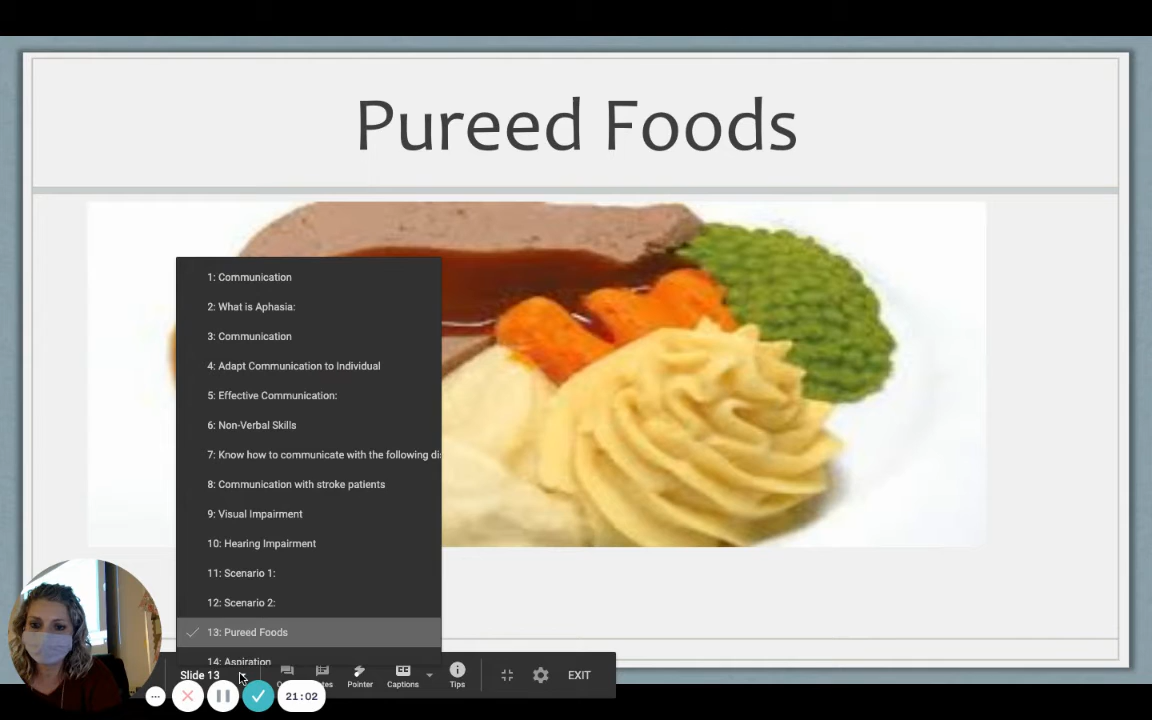 Pureed Foods
1: Communication
2: What is Aphasia:
3: Communication
4: Adapt Communication to Individual
5: Effective Communication:
6: Non-Verbal Skills
7: Know how to communicate with the following di
8: Communication with stroke patients
9: Visual Impairment
10: Hearing Impairment
11: Scenario 1:
12: Scenario 2:
13: Pureed Foods
14: Aspiration
Slide 13
Pointer
CC
Captions
Tips
EXIT
21:02